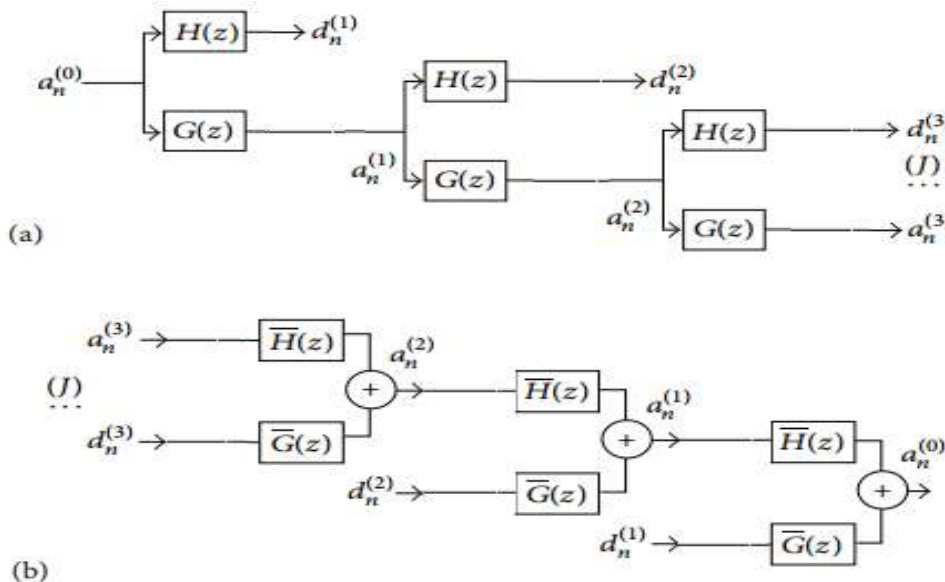 H(z) d_n^(1)
a_n^(0)
H(z) d_n^(2)
G(z)
H(z) d_n^(3
a_n^(1)
G(z) (J)
...
a_n^(2)
(a)
G(z) a_n^(3
a_n^(3) H̅(z) a_n^(2)
(J) + H̅(z) a_n^(1)
...
d_n^(3) G̅(z) + H̅(z) a_n^(0)
d_n^(2) G̅(z) +
d_n^(1) G̅(z)
(b)